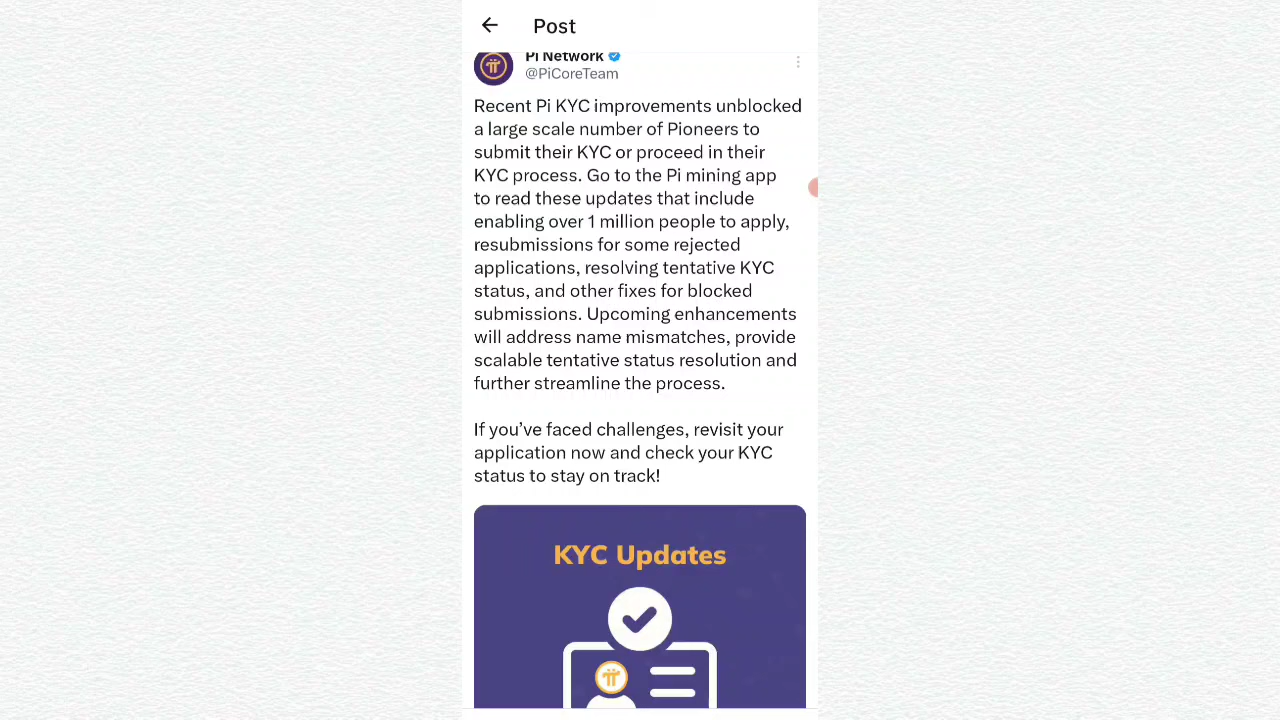 Post
Pi Network
@PiCoreTeam
Recent Pi KYC improvements unblocked
a large scale number of Pioneers to
submit their KYC or proceed in their
KYC process. Go to the Pi mining app
to read these updates that include
enabling over 1 million people to apply,
resubmissions for some rejected
applications, resolving tentative KYC
status, and other fixes for blocked
submissions. Upcoming enhancements
will address name mismatches, provide
scalable tentative status resolution and
further streamline the process.
If you’ve faced challenges, revisit your
application now and check your KYC
status to stay on track!
KYC Updates